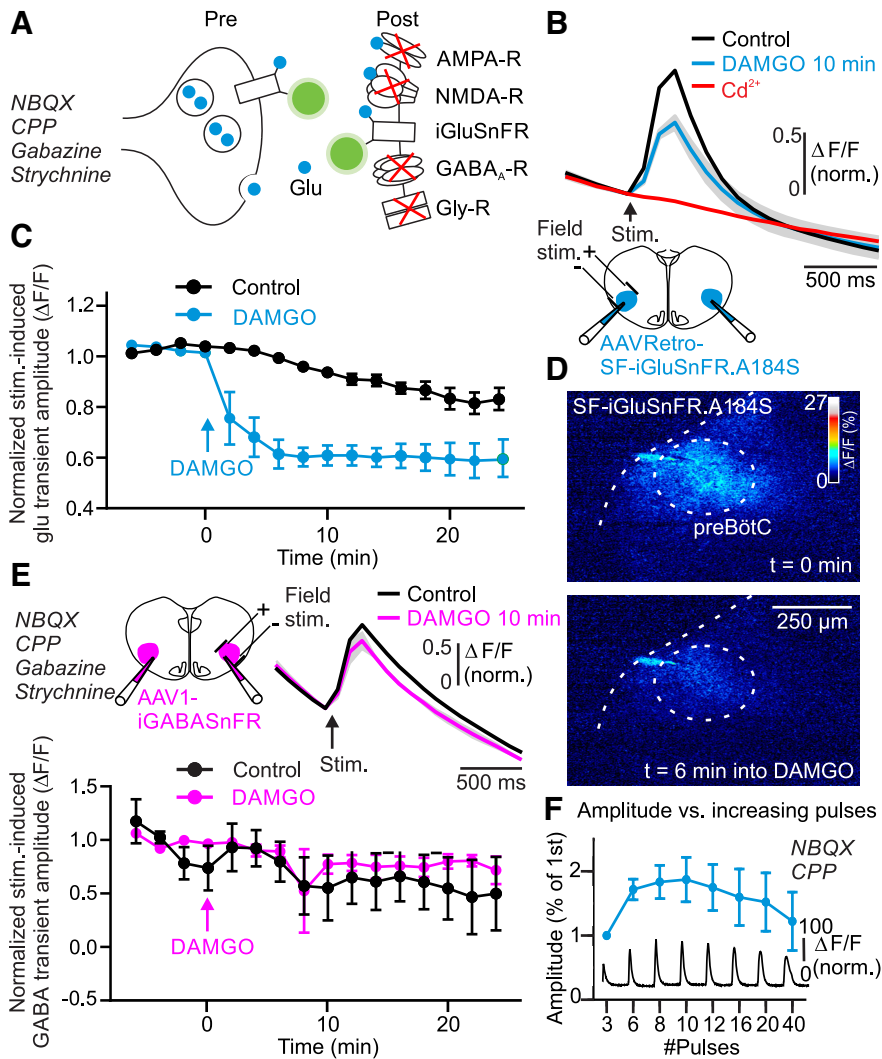 A
Pre
Post
NBQX
CPP
Gabazine
Strychnine
Glu
AMPA-R
NMDA-R
iGluSnFR
GABAA-R
Gly-R
B
Control
DAMGO 10 min
Cd2+
0.5
0
Δ F/F
(norm.)
Stim.
Field
stim.
+
-
500 ms
AAVRetro-
SF-iGluSnFR.A184S
C
Control
DAMGO
Normalized stim.-induced
glu transient amplitude (ΔF/F)
1.2
1.0
0.8
0.6
0.4
DAMGO
0
10
20
Time (min)
D
SF-iGluSnFR.A184S
27
0
ΔF/F (%)
preBötC
t = 0 min
250 µm
t = 6 min into DAMGO
E
NBQX
CPP
Gabazine
Strychnine
Field
stim.
+
-
AAV1-
iGABASnFR
Control
DAMGO 10 min
0.5
0
Δ F/F
(norm.)
Stim.
500 ms
Control
DAMGO
Normalized stim.-induced
GABA transient amplitude (ΔF/F)
1.5
1.0
0.5
0.0
-0.5
DAMGO
0
10
20
Time (min)
F
Amplitude vs. increasing pulses
NBQX
CPP
Amplitude (% of 1st)
2
1
0
100
0
Δ F/F
(norm.)
3 6 8 10 12 16 20 40
#Pulses